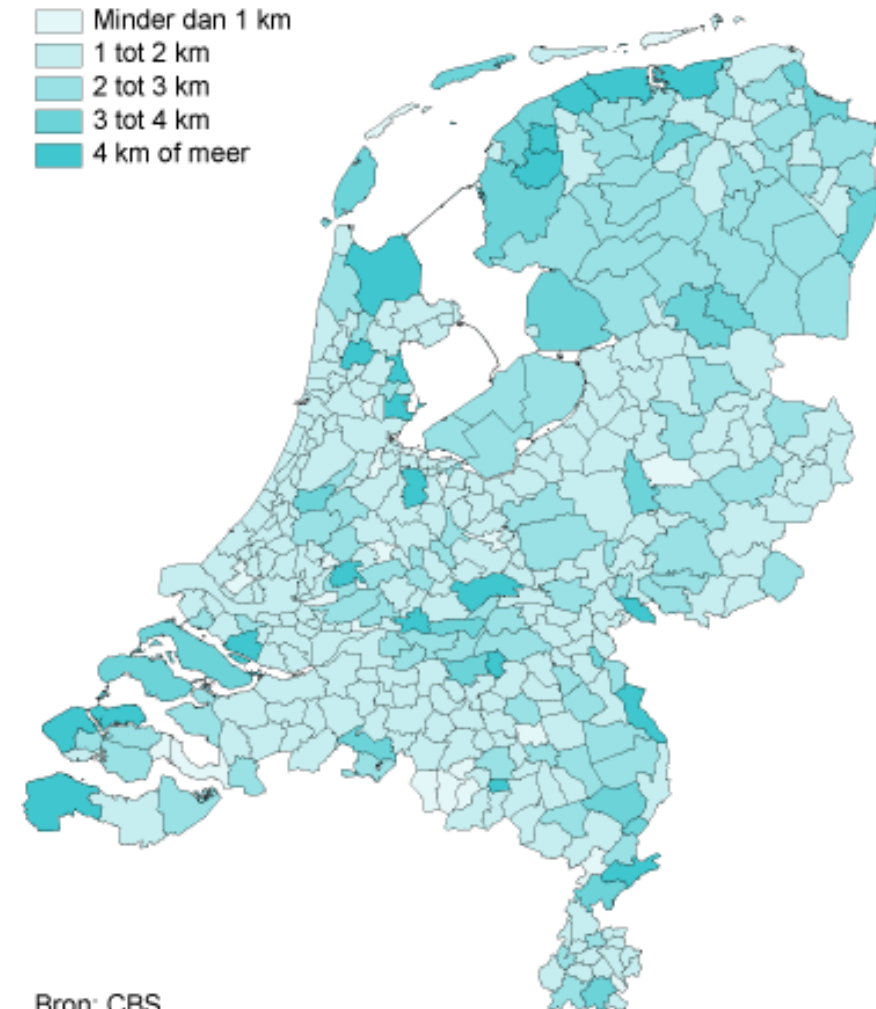 Minder dan 1 km
1 tot 2 km
2 tot 3 km
3 tot 4 km
4 km of meer
Bron: CBS